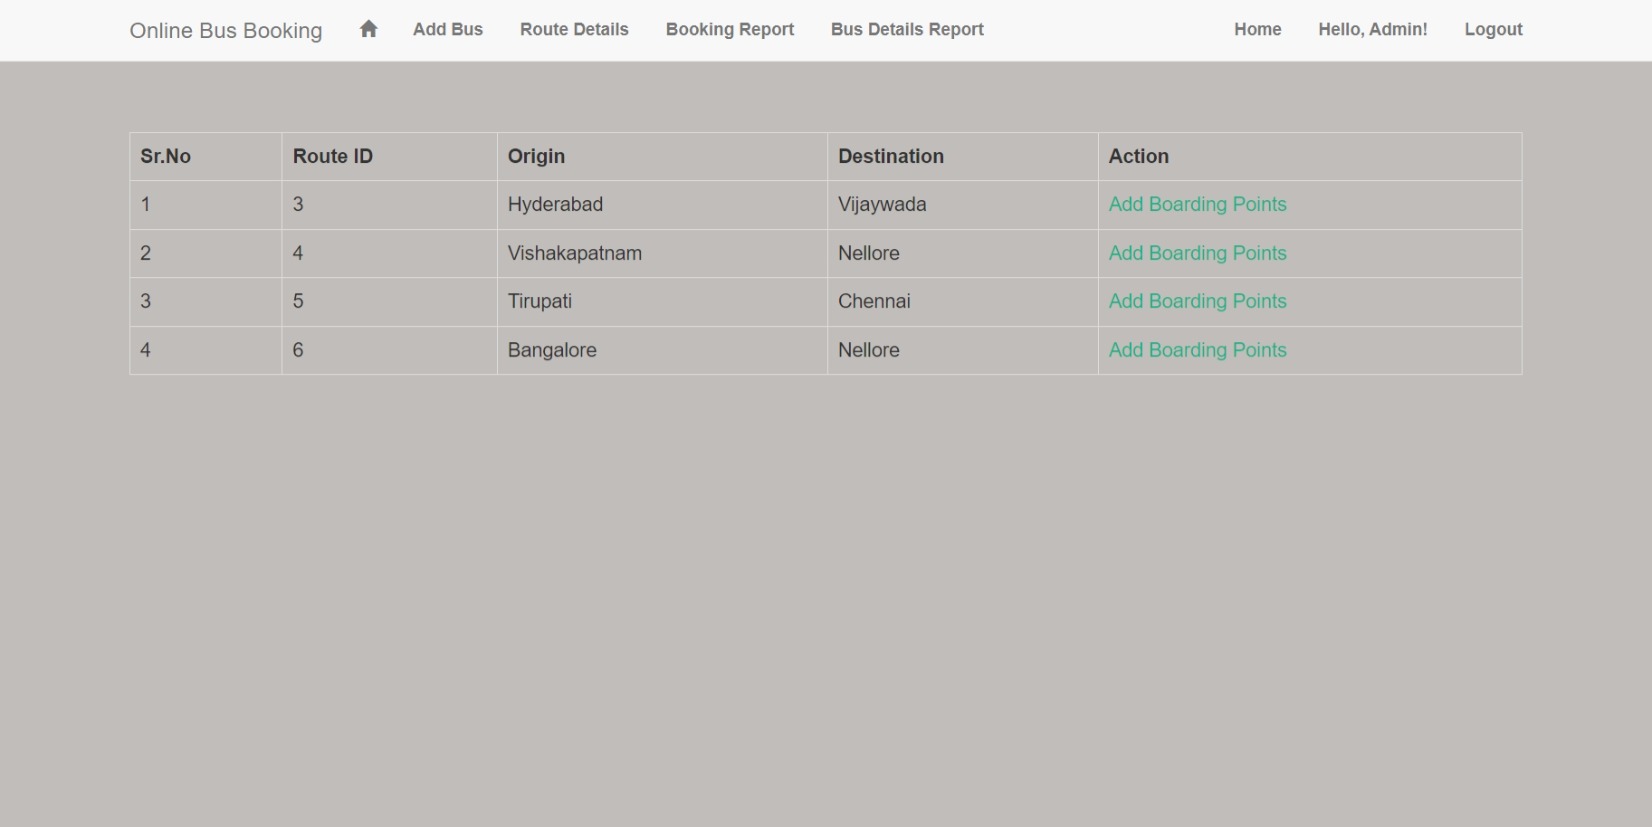 Online Bus Booking Add Bus Route Details Booking Report Bus Details Report Home Hello, Admin! Logout
Sr.No Route ID Origin Destination Action
1 3 Hyderabad Vijaywada Add Boarding Points
2 4 Vishakapatnam Nellore Add Boarding Points
3 5 Tirupati Chennai Add Boarding Points
4 6 Bangalore Nellore Add Boarding Points